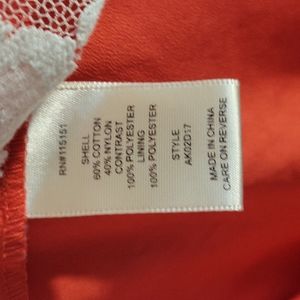 RN#115151
SHELL
60% COTTON
40% NYLON
CONTRAST
100% POLYESTER
LINING
100% POLYESTER
STYLE
AK02D17
MADE IN CHINA
CARE ON REVERSE